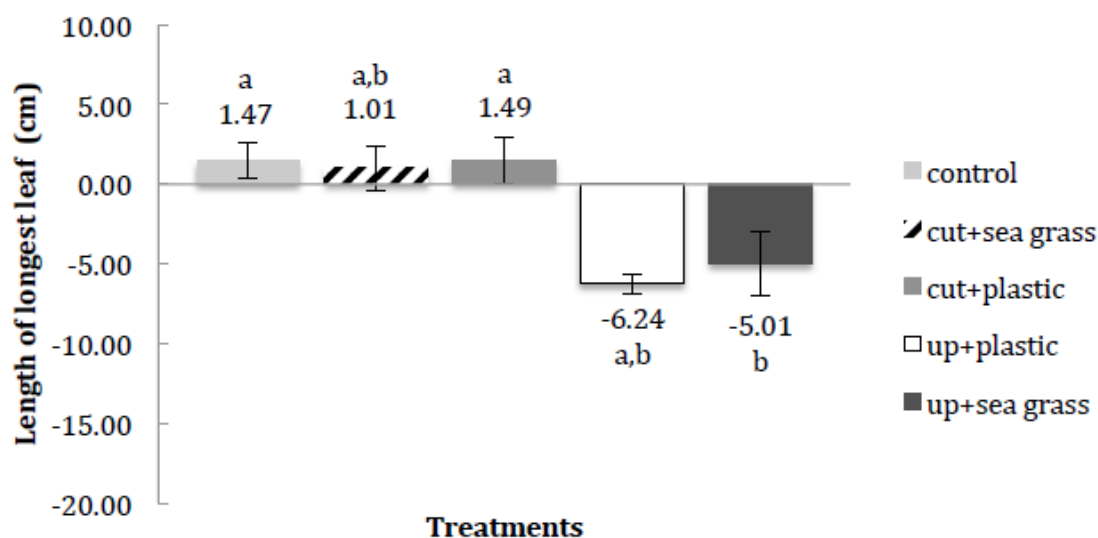 10.00
5.00
0.00
-5.00
-10.00
-15.00
-20.00
Length of longest leaf (cm)
a
1.47
a,b
1.01
a
1.49
-6.24
a,b
-5.01
b
Treatments
control
cut+sea grass
cut+plastic
up+plastic
up+sea grass